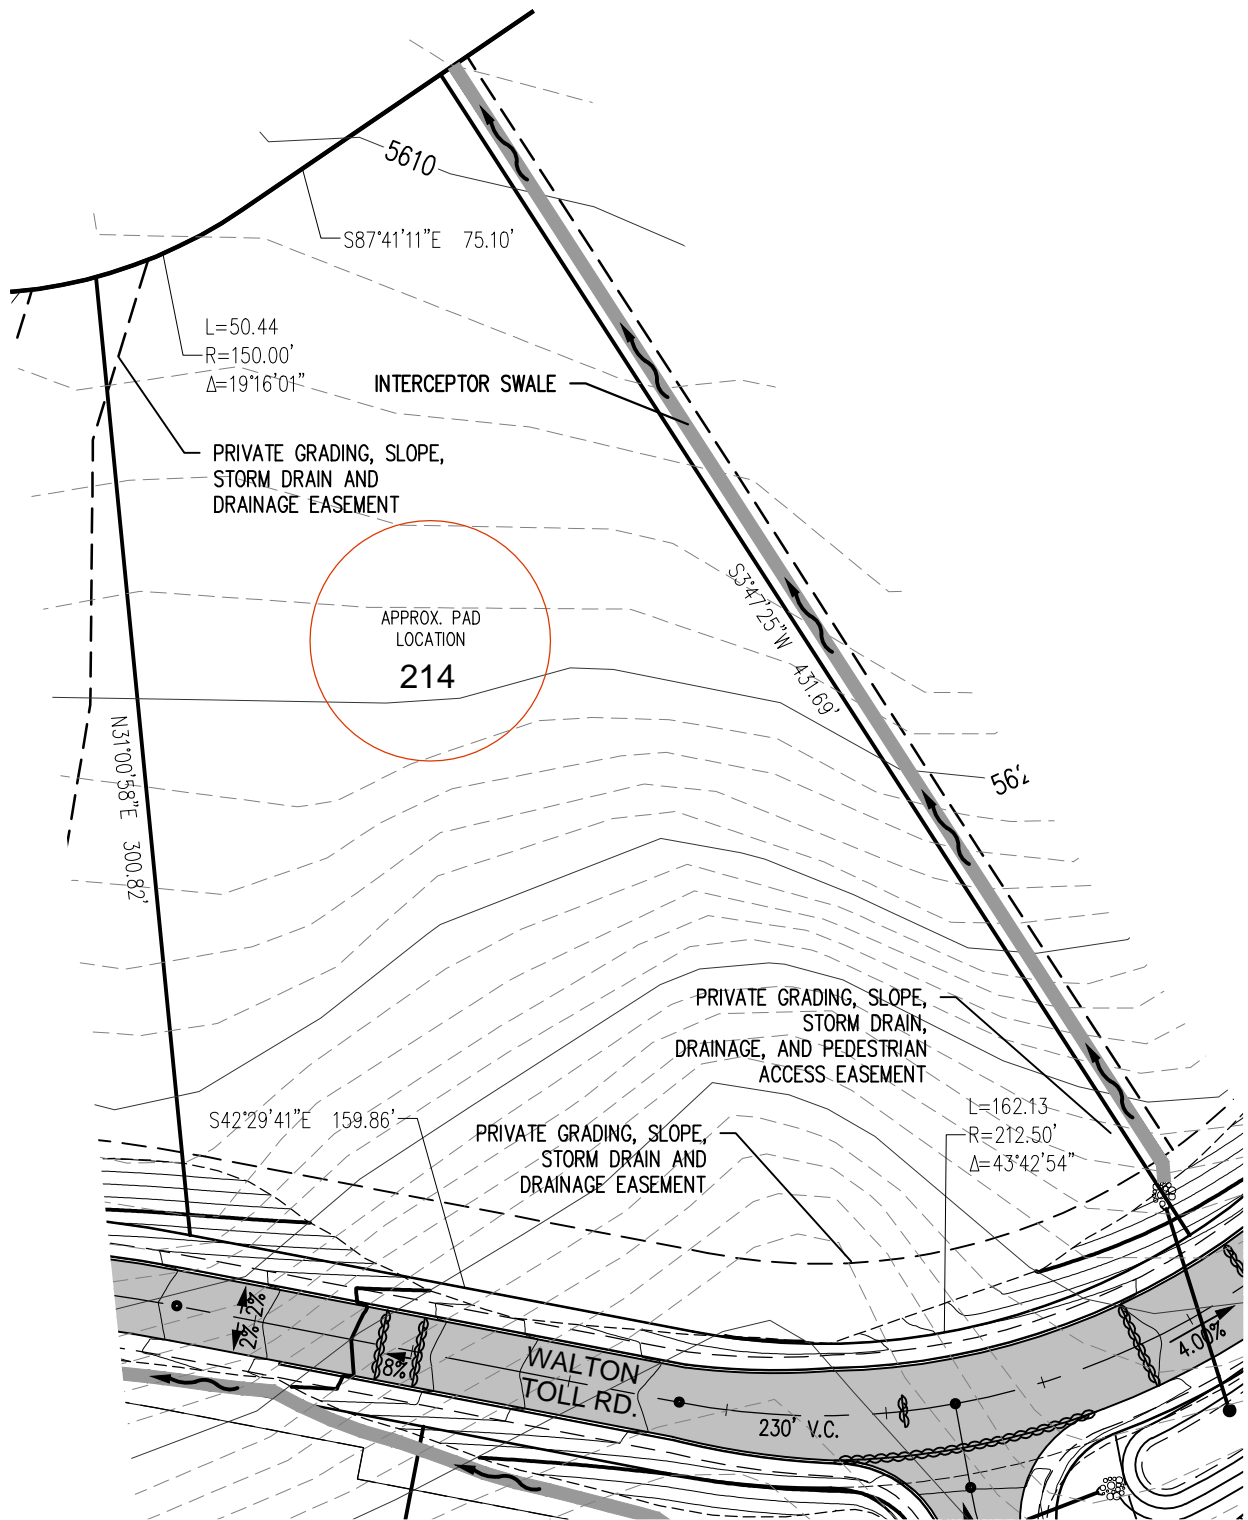 5610
S87°41'11"E 75.10'
L=50.44
R=150.00'
Δ=19°16'01"
INTERCEPTOR SWALE
PRIVATE GRADING, SLOPE,
STORM DRAIN AND
DRAINAGE EASEMENT
S3°47'25"W 431.69'
APPROX. PAD
LOCATION
214
N31°00'58"E 300.82'
PRIVATE GRADING, SLOPE,
STORM DRAIN,
DRAINAGE, AND PEDESTRIAN
ACCESS EASEMENT
S42°29'41"E 159.86'
PRIVATE GRADING, SLOPE,
STORM DRAIN AND
DRAINAGE EASEMENT
L=162.13
R=212.50'
Δ=43°42'54"
2%
2%
8%
WALTON
TOLL RD.
4.00%
230' V.C.